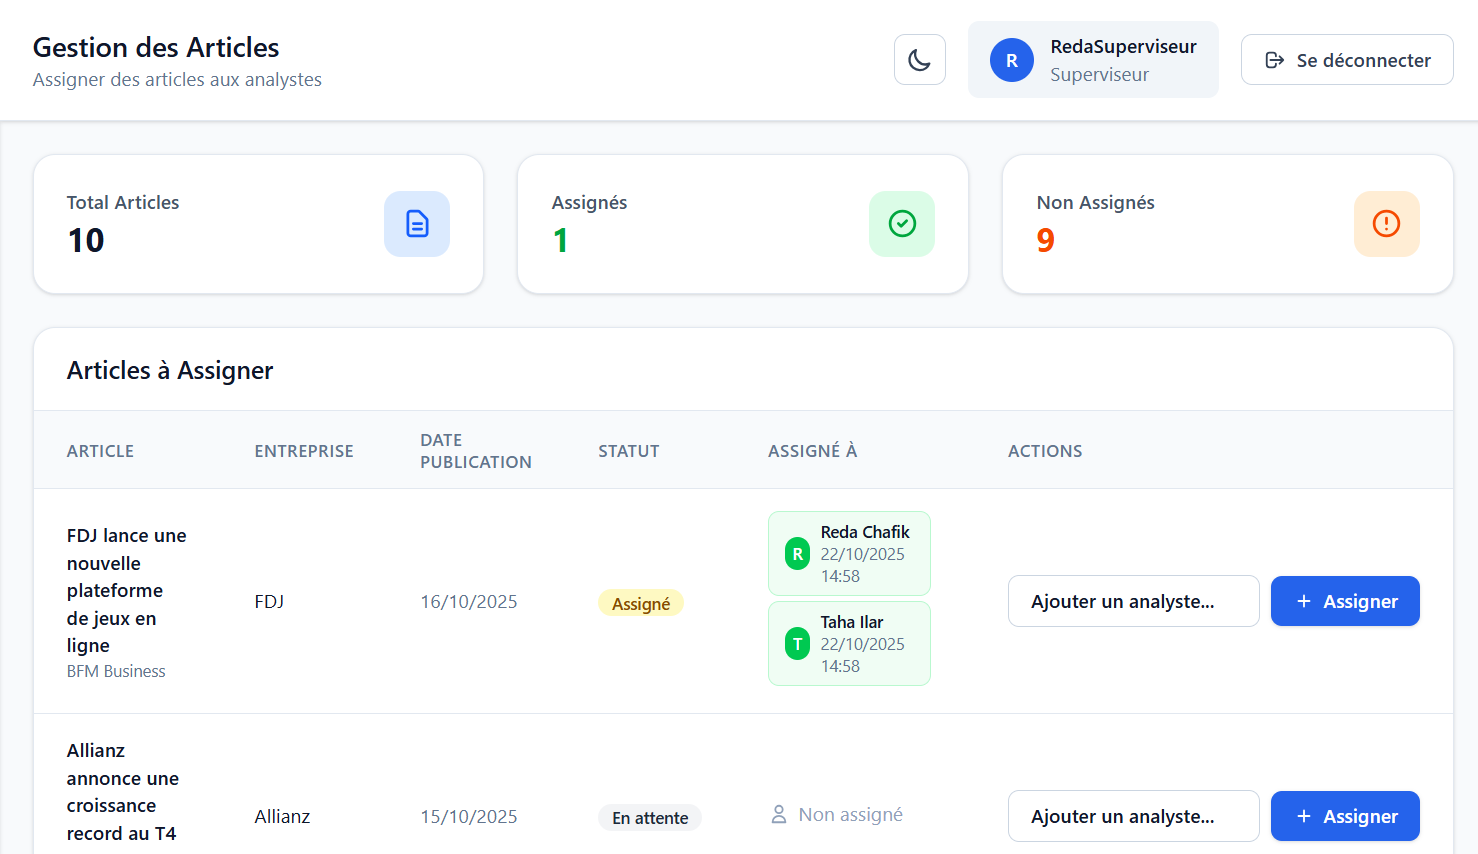 Gestion des Articles
Assigner des articles aux analystes
R
RedaSuperviseur
Superviseur
Se déconnecter
Total Articles
10
Assignés
1
Non Assignés
9
Articles à Assigner
ARTICLE
ENTREPRISE
DATE
PUBLICATION
STATUT
ASSIGNÉ À
ACTIONS
FDJ lance une
nouvelle
plateforme
de jeux en
ligne
BFM Business
FDJ
16/10/2025
Assigné
R
Reda Chafik
22/10/2025
14:58
T
Taha Ilar
22/10/2025
14:58
Ajouter un analyste...
+ Assigner
Allianz
annonce une
croissance
record au T4
Allianz
15/10/2025
En attente
Non assigné
Ajouter un analyste...
+ Assigner